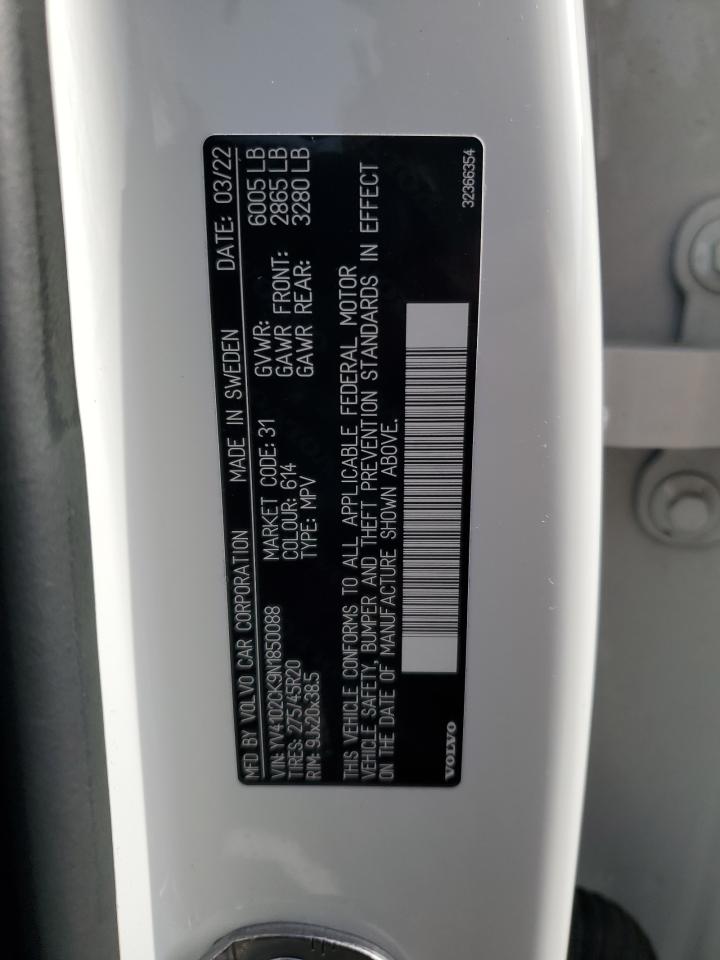 MFD BY VOLVO CAR CORPORATION MADE IN SWEDEN DATE: 03/22
VIN: YV4102CK9N1850088
TIRES: 275/45R20
RIM: 9Jx20x38.5
MARKET CODE: 31
COLOUR: 614
TYPE: MPV
GVWR: 6005 LB
GAWR FRONT: 2865 LB
GAWR REAR: 3280 LB
THIS VEHICLE CONFORMS TO ALL APPLICABLE FEDERAL MOTOR
VEHICLE SAFETY, BUMPER AND THEFT PREVENTION STANDARDS IN EFFECT
ON THE DATE OF MANUFACTURE SHOWN ABOVE.
VOLVO
32366354